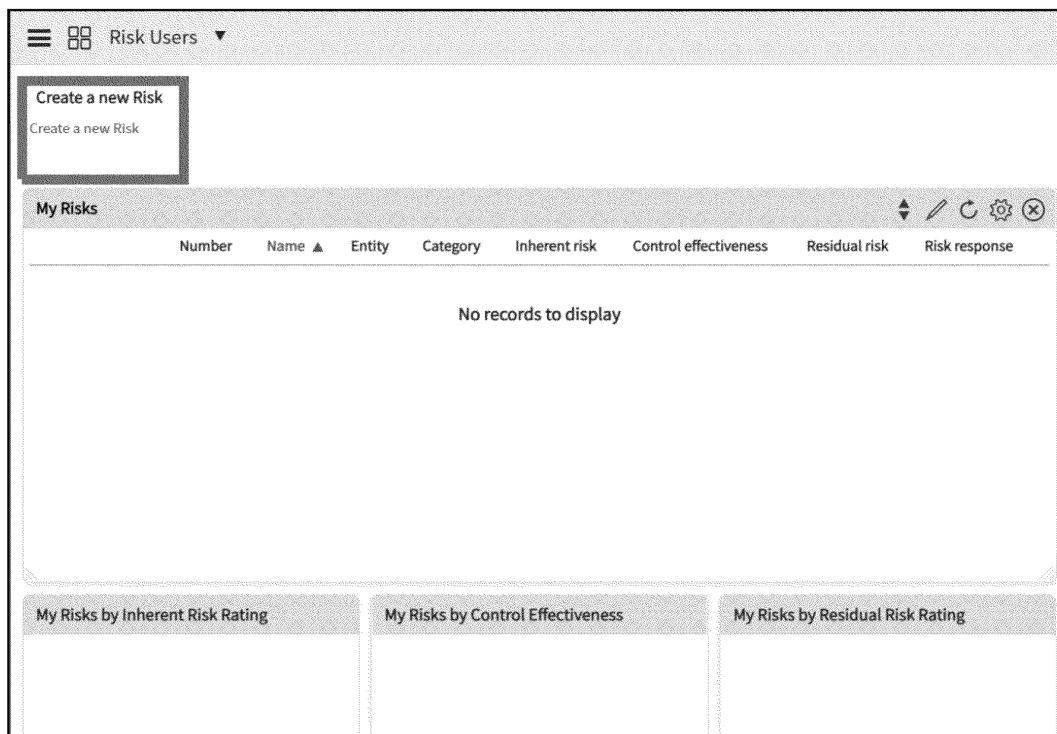 Risk Users
Create a new Risk
Create a new Risk
My Risks
Number Name Entity Category Inherent risk Control effectiveness Residual risk Risk response
No records to display
My Risks by Inherent Risk Rating My Risks by Control Effectiveness My Risks by Residual Risk Rating